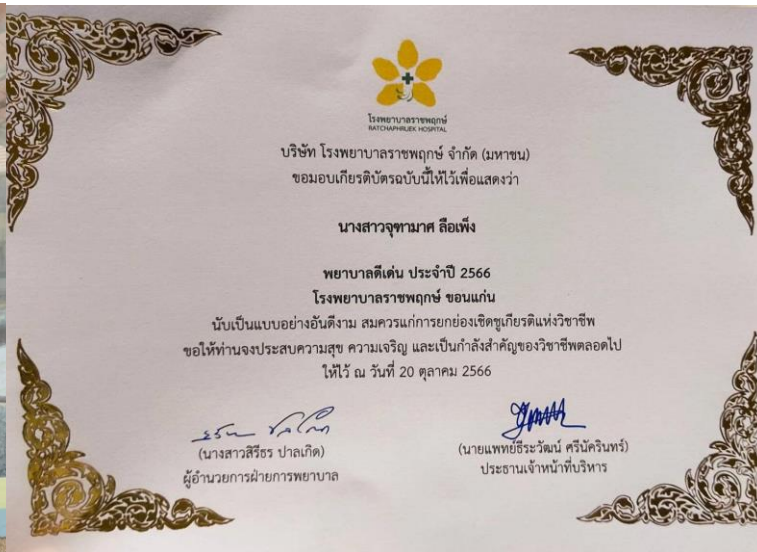 โรงพยาบาลราชพฤกษ์
RATCHAPHRUEK HOSPITAL
บริษัท โรงพยาบาลราชพฤกษ์ จำกัด (มหาชน)
ขอมอบเกียรติบัตรฉบับนี้ให้ไว้เพื่อแสดงว่า
นางสาวจุฑามาศ ลือเพ็ง
พยาบาลดีเด่น ประจำปี 2566
โรงพยาบาลราชพฤกษ์ ขอนแก่น
นับเป็นแบบอย่างอันดีงาม สมควรแก่การยกย่องเชิดชูเกียรติแห่งวิชาชีพ
ขอให้ท่านจงประสบความสุข ความเจริญ และเป็นกำลังสำคัญของวิชาชีพตลอดไป
ให้ไว้ ณ วันที่ 20 ตุลาคม 2566
(นางสาวสิรีธร ปาลเกิด)
ผู้อำนวยการฝ่ายการพยาบาล
(นายแพทย์ธีระวัฒน์ ศรีนัครินทร์)
ประธานเจ้าหน้าที่บริหาร